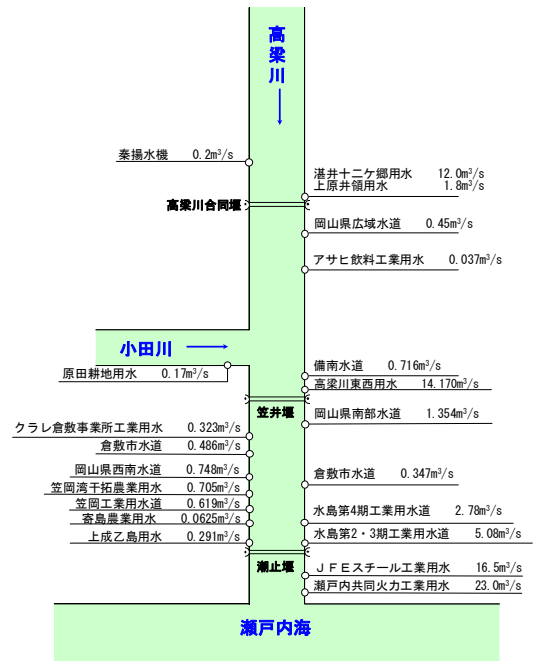 高梁川
秦揚水機 0.2m³/s
湛井十二ケ郷用水 12.0m³/s
上原井領用水 1.8m³/s
高梁川合同堰
岡山県広域水道 0.45m³/s
アサヒ飲料工業用水 0.037m³/s
小田川
原田耕地用水 0.17m³/s
備南水道 0.716m³/s
高梁川東西用水 14.170m³/s
笠井堰
岡山県南部水道 1.354m³/s
クラレ倉敷事業所工業用水 0.323m³/s
倉敷市水道 0.486m³/s
岡山県西南水道 0.748m³/s
倉敷市水道 0.347m³/s
笠岡湾干拓農業用水 0.705m³/s
笠岡工業用水道 0.619m³/s
寄島農業用水 0.0625m³/s
水島第4期工業用水道 2.78m³/s
上成乙島用水 0.291m³/s
水島第2・3期工業用水道 5.08m³/s
潮止堰
ＪＦＥスチール工業用水 16.5m³/s
瀬戸内共同火力工業用水 23.0m³/s
瀬戸内海